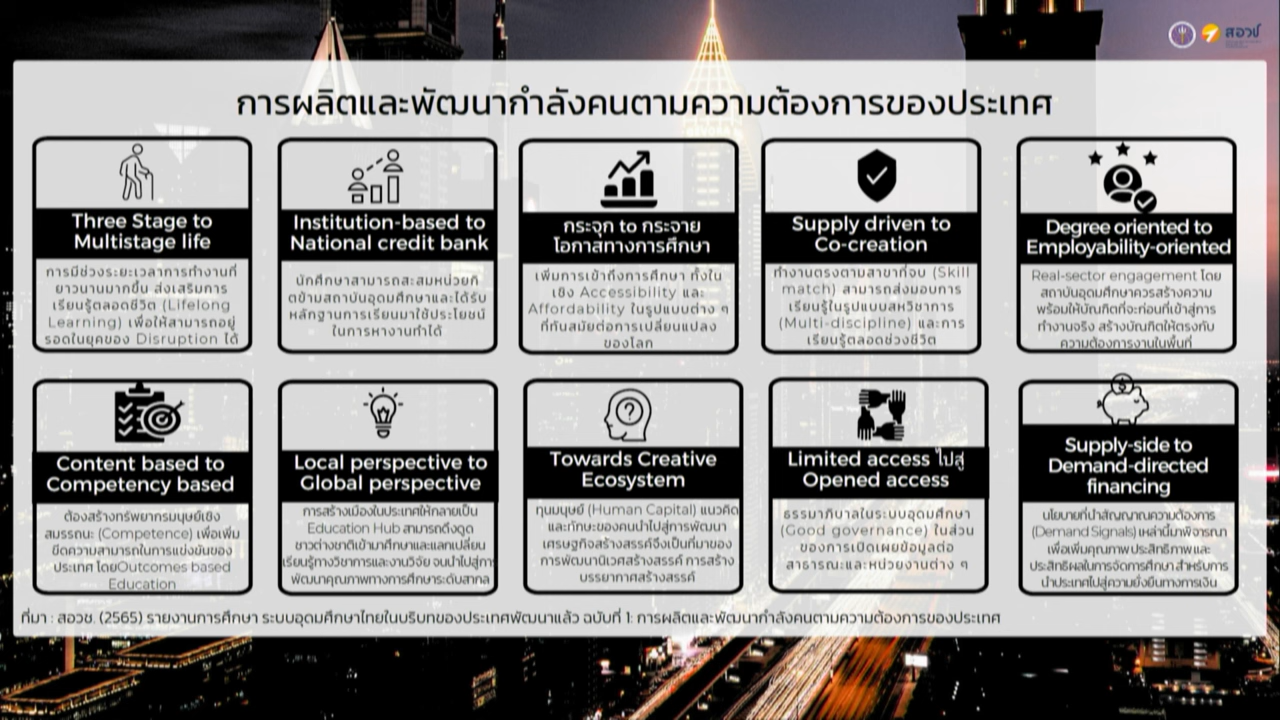 สอวช
การผลิตและพัฒนากำลังคนตามความต้องการของประเทศ
Three Stage to
Multistage life
การมีช่วงระยะเวลาการทำงานที่
ยาวนานมากขึ้น ส่งเสริมการ
เรียนรู้ตลอดชีวิต (Lifelong
Learning) เพื่อให้สามารถอยู่
รอดในยุคของ Disruption ได้
Institution-based to
National credit bank
นักศึกษาสามารถสะสมหน่วยกิ
ตข้ามสถาบันอุดมศึกษาและได้รับ
หลักฐานการเรียนมาใช้ประโยชน์
ในการหางานทำได้
กระจุก to กระจาย
โอกาสทางการศึกษา
เพิ่มการเข้าถึงการศึกษา ทั้งใน
เชิง Accessibility และ
Affordability ในรูปแบบต่าง ๆ
ที่ทันสมัยต่อการเปลี่ยนแปลง
ของโลก
Supply driven to
Co-creation
ทำงานตรงตามสาขาที่จบ (Skill
match) สามารถส่งมอบการ
เรียนรู้ในรูปแบบสหวิชาการ
(Multi-discipline) และการ
เรียนรู้ตลอดช่วงชีวิต
Degree oriented to
Employability-oriented
Real-sector engagement โดย
สถาบันอุดมศึกษาควรสร้างความ
พร้อมให้บัณฑิตที่จะก่อนที่เข้าสู่การ
ทำงานจริง สร้างบัณฑิตให้ตรงกับ
ความต้องการงานในพื้นที่
Content based to
Competency based
ต้องสร้างทรัพยากรมนุษย์เชิง
สมรรถนะ (Competence) เพื่อเพิ่ม
ขีดความสามารถในการแข่งขันของ
ประเทศ โดยOutcomes based
Education
Local perspective to
Global perspective
การสร้างเมืองในประเทศให้กลายเป็น
Education Hub สามารถดึงดูด
ชาวต่างชาติเข้ามาศึกษาและแลกเปลี่ยน
เรียนรู้ทางวิชาการและงานวิจัย จนนำไปสู่การ
พัฒนาคุณภาพทางการศึกษาระดับสากล
Towards Creative
Ecosystem
ทุนมนุษย์ (Human Capital) แนวคิด
และทักษะของคนนำไปสู่การพัฒนา
เศรษฐกิจสร้างสรรค์จึงเป็นที่มาของ
การพัฒนานิเวศสร้างสรรค์ การสร้าง
บรรยากาศสร้างสรรค์
Limited access ไปสู่
Opened access
ธรรมาภิบาลในระบบอุดมศึกษา
(Good governance) ในส่วน
ของการเปิดเผยข้อมูลต่อ
สาธารณะและหน่วยงานต่าง ๆ
Supply-side to
Demand-directed
financing
นโยบายที่นำสัญญาณความต้องการ
(Demand Signals) เหล่านี้มาพิจารณา
เพื่อเพิ่มคุณภาพ ประสิทธิภาพ และ
ประสิทธิผลในการจัดการศึกษา สำหรับการ
นำประเทศไปสู่ความยั่งยืนทางการเงิน
ที่มา : สอวช. (2565) รายงานการศึกษา ระบบอุดมศึกษาไทยในบริบทของประเทศพัฒนาแล้ว ฉบับที่ 1: การผลิตและพัฒนากำลังคนตามความต้องการของประเทศ